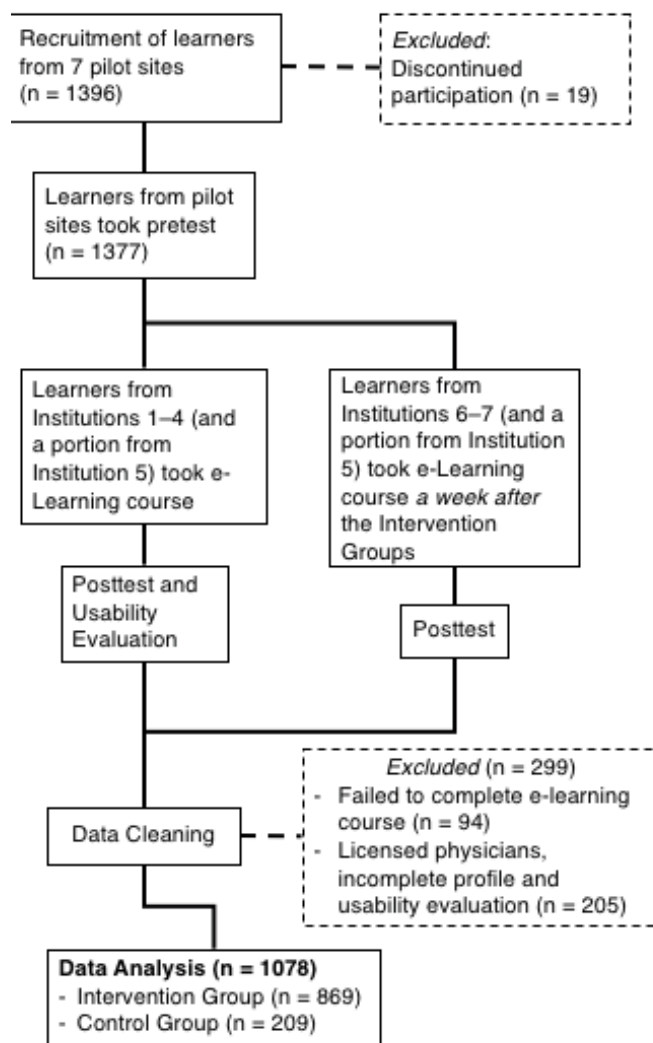 Recruitment of learners
from 7 pilot sites
(n = 1396)
Excluded:
Discontinued
participation (n = 19)
Learners from pilot
sites took pretest
(n = 1377)
Learners from
Institutions 1–4 (and
a portion from
Institution 5) took e-
Learning course
Learners from
Institutions 6–7 (and a
portion from Institution
5) took e-Learning
course a week after
the Intervention
Groups
Posttest and
Usability
Evaluation
Posttest
Excluded (n = 299)
- Failed to complete e-learning
course (n = 94)
- Licensed physicians,
incomplete profile and
usability evaluation (n = 205)
Data Cleaning
Data Analysis (n = 1078)
- Intervention Group (n = 869)
- Control Group (n = 209)